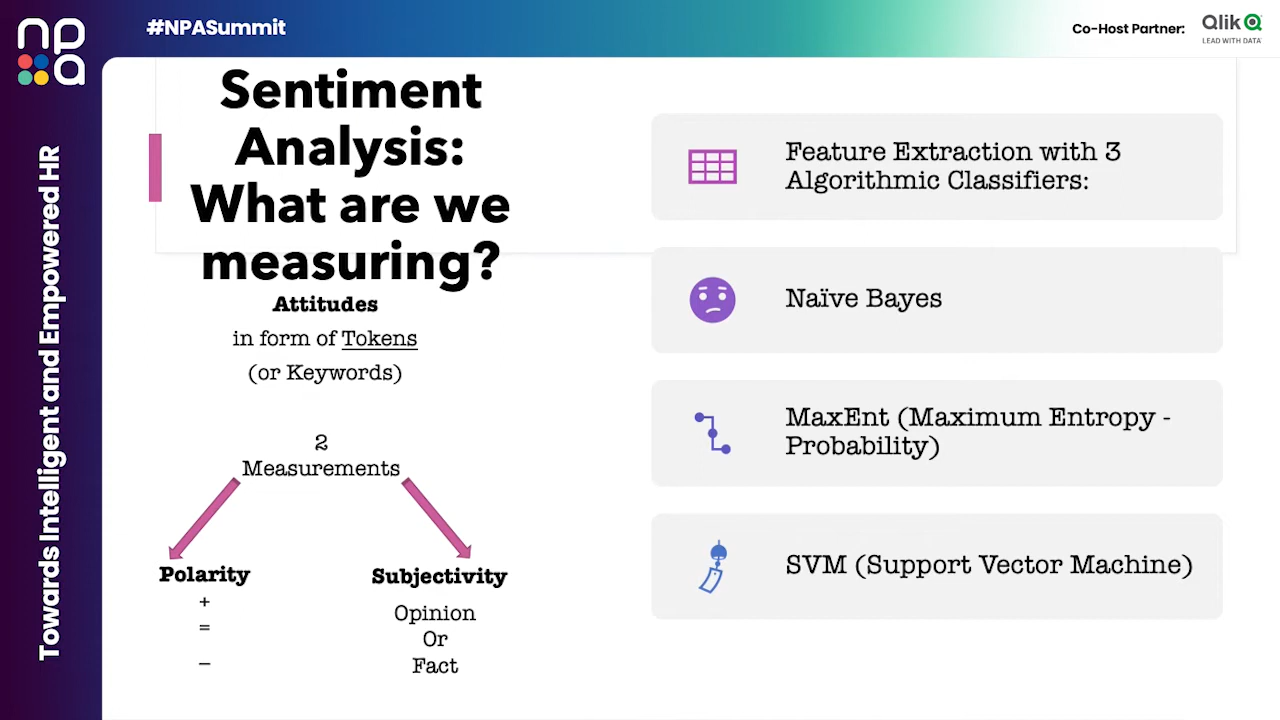 npa
#NPASummit
Co-Host Partner:
Qlik
LEAD WITH DATA
Towards Intelligent and Empowered HR
Sentiment
Analysis:
What are we
measuring?
Attitudes
in form of Tokens
(or Keywords)
2
Measurements
Polarity
+
=
–
Subjectivity
Opinion
Or
Fact
Feature Extraction with 3
Algorithmic Classifiers:
Naïve Bayes
MaxEnt (Maximum Entropy -
Probability)
SVM (Support Vector Machine)